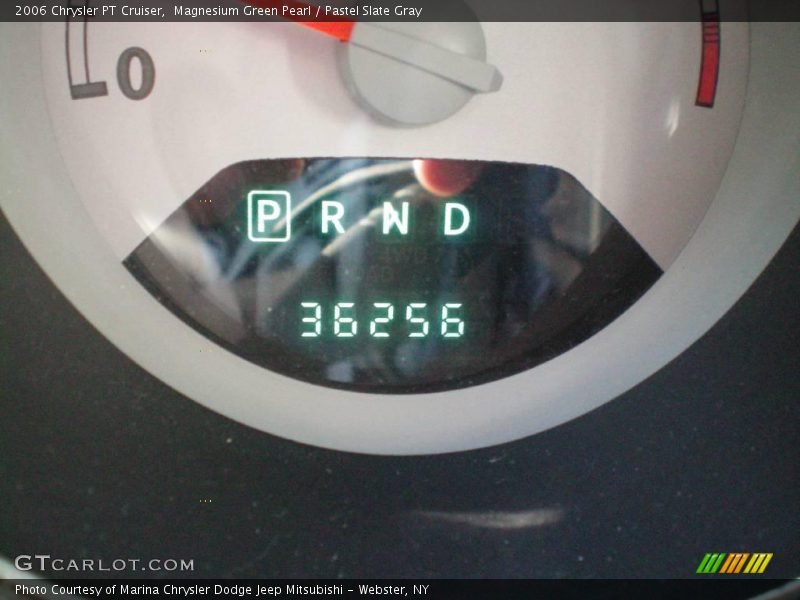 2006 Chrysler PT Cruiser,  Magnesium Green Pearl / Pastel Slate Gray
0
P R N D
36256
GTCARLOT.COM
Photo Courtesy of Marina Chrysler Dodge Jeep Mitsubishi - Webster, NY